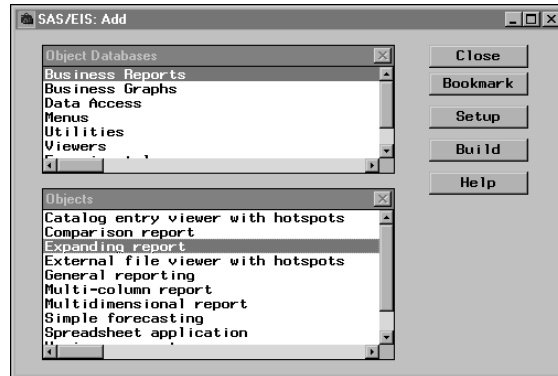 SAS/EIS: Add
Object Databases
Business Reports
Business Graphs
Data Access
Menus
Utilities
Viewers
Close
Bookmark
Setup
Build
Help
Objects
Catalog entry viewer with hotspots
Comparison report
Expanding report
External file viewer with hotspots
General reporting
Multi-column report
Multidimensional report
Simple forecasting
Spreadsheet application